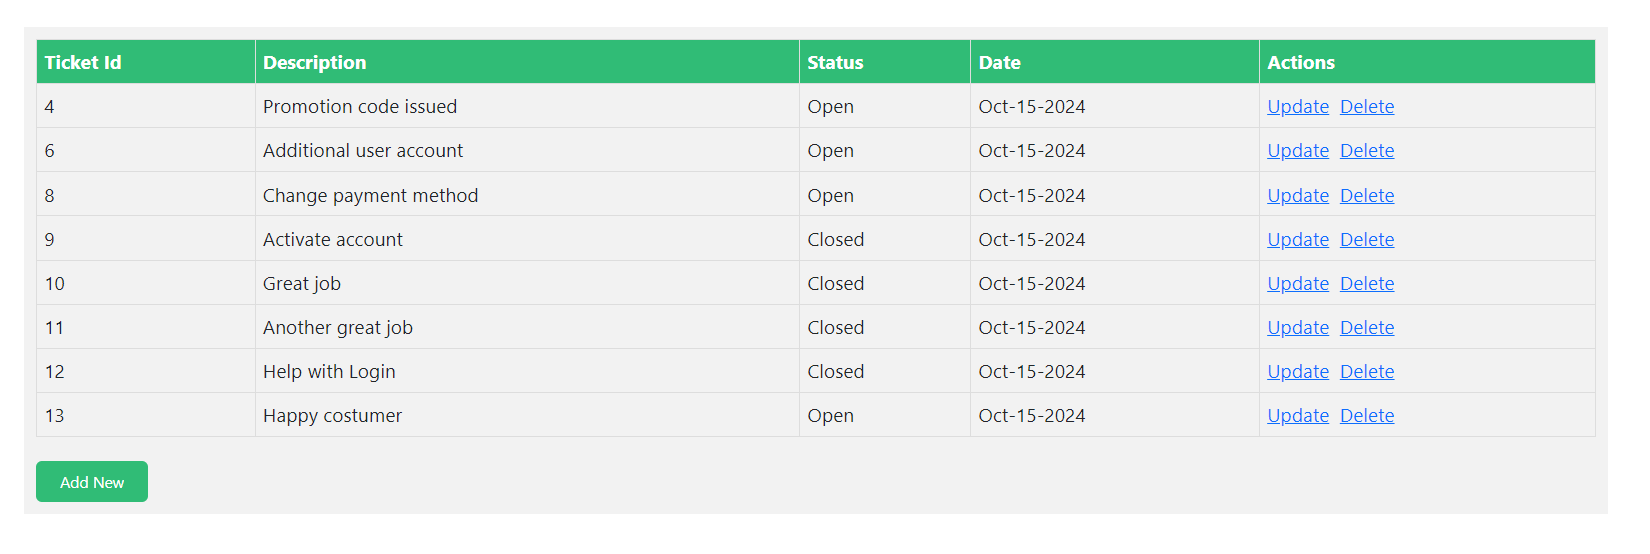 Ticket Id Description Status Date Actions
4 Promotion code issued Open Oct-15-2024 Update Delete
6 Additional user account Open Oct-15-2024 Update Delete
8 Change payment method Open Oct-15-2024 Update Delete
9 Activate account Closed Oct-15-2024 Update Delete
10 Great job Closed Oct-15-2024 Update Delete
11 Another great job Closed Oct-15-2024 Update Delete
12 Help with Login Closed Oct-15-2024 Update Delete
13 Happy costumer Open Oct-15-2024 Update Delete
Add New